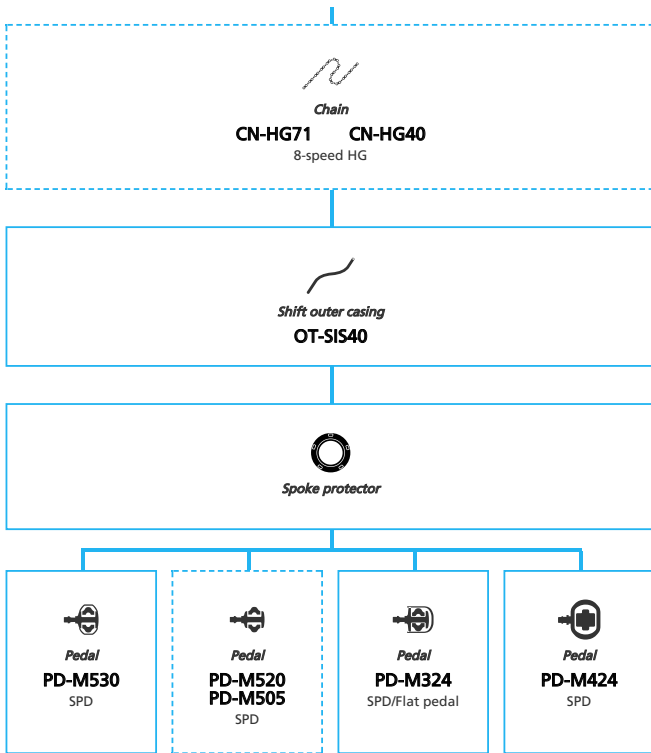 Chain
CN-HG71 CN-HG40
8-speed HG
Shift outer casing
OT-SIS40
Spoke protector
Pedal
PD-M530
SPD
Pedal
PD-M520
PD-M505
SPD
Pedal
PD-M324
SPD/Flat pedal
Pedal
PD-M424
SPD